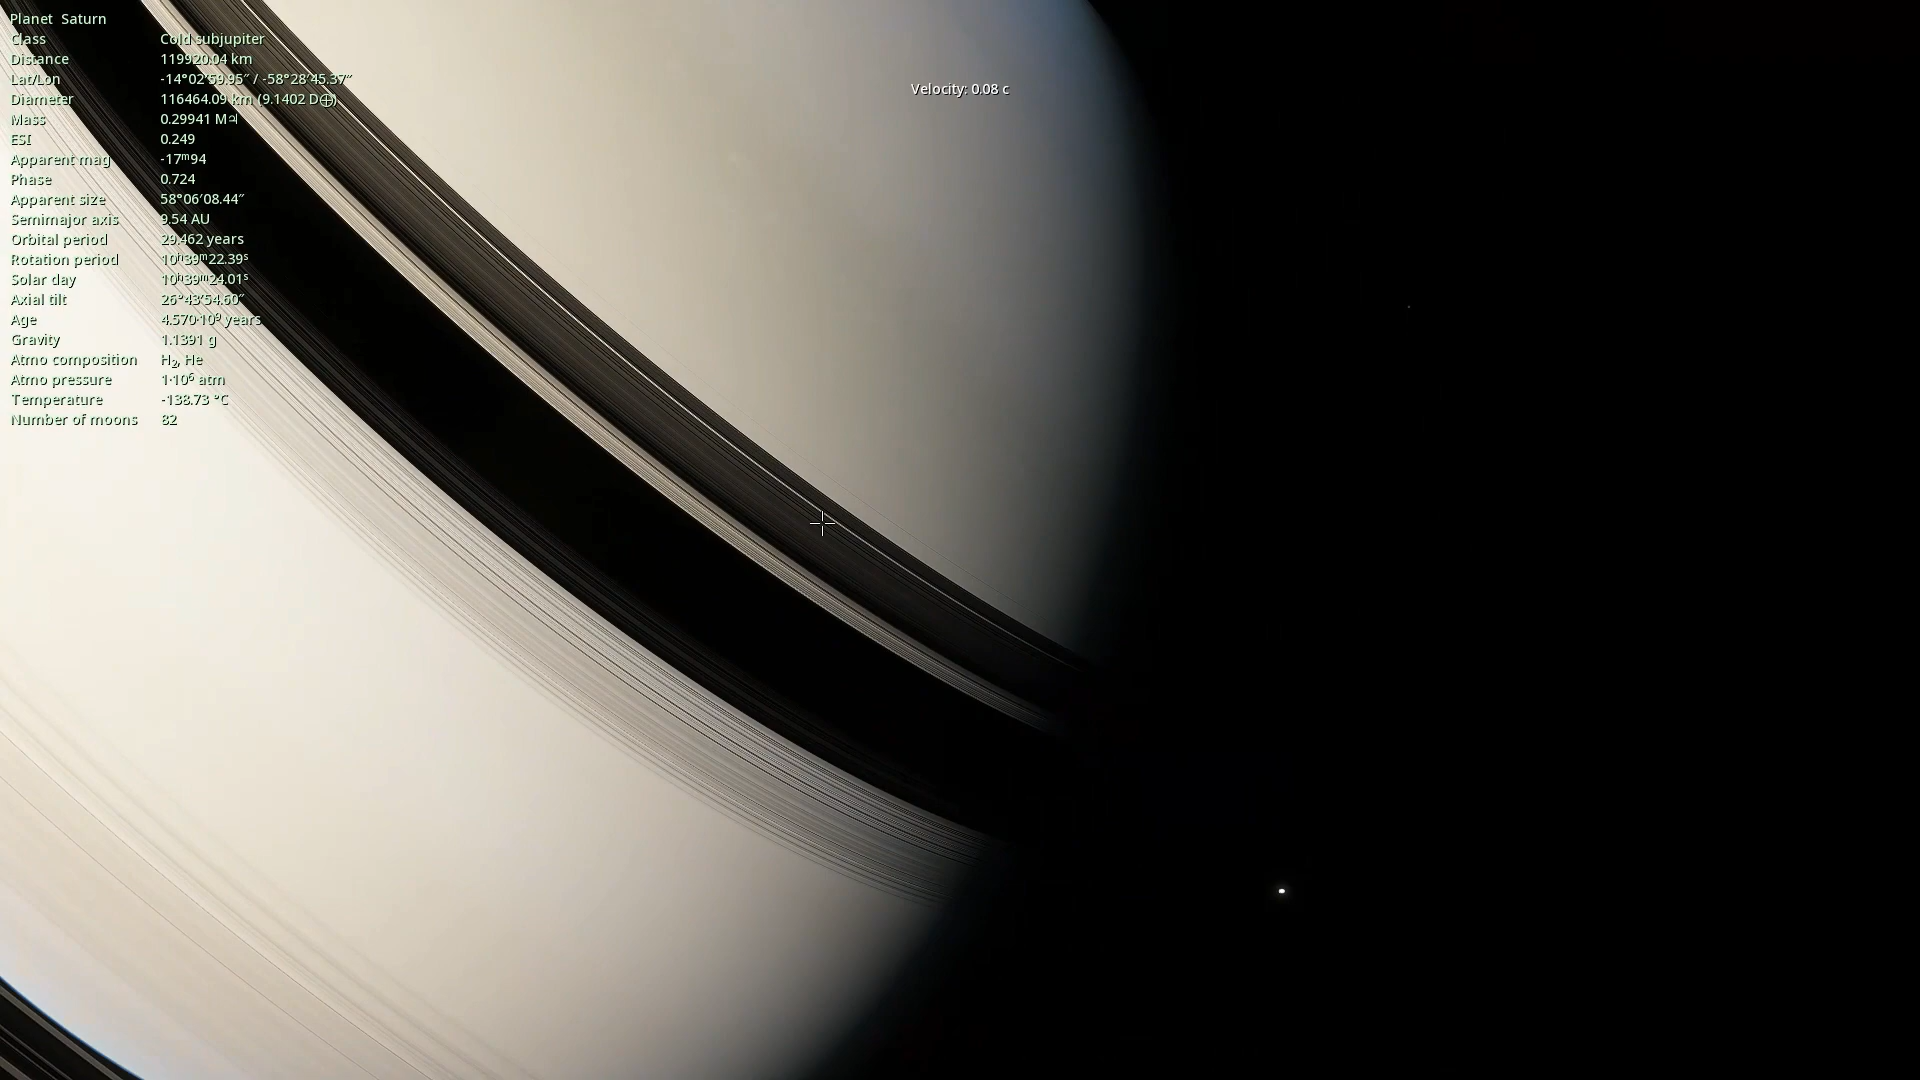 Planet Saturn
Class Cold subjupiter
Distance 119920.04 km
Lat/Lon -14°02′59.95″ / -58°28′45.37″
Diameter 116464.09 km (9.1402 D⊕)
Mass 0.29941 M♃
ESI 0.249
Apparent mag -17ᵐ94
Phase 0.724
Apparent size 58°06′08.44″
Semimajor axis 9.54 AU
Orbital period 29.462 years
Rotation period 10ʰ39ᵐ22.39ˢ
Solar day 10ʰ39ᵐ24.01ˢ
Axial tilt 26°43′54.60″
Age 4.570·10⁹ years
Gravity 1.1391 g
Atmo composition H₂, He
Atmo pressure 1·10⁶ atm
Temperature -138.73 °C
Number of moons 82
Velocity: 0.08 c